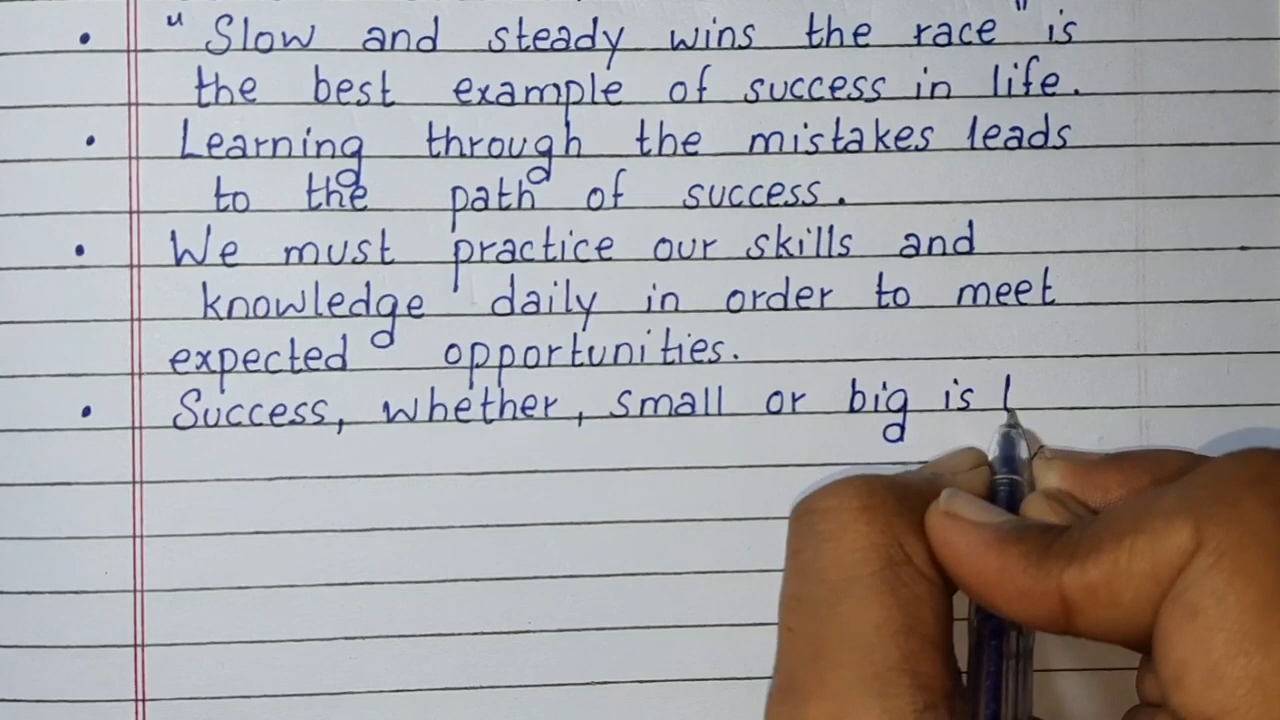 • "Slow and steady wins the race" is
the best example of success in life.
• Learning through the mistakes leads
to the path of success.
• We must practice our skills and
knowledge daily in order to meet
expected opportunities.
• Success, whether, small or big is